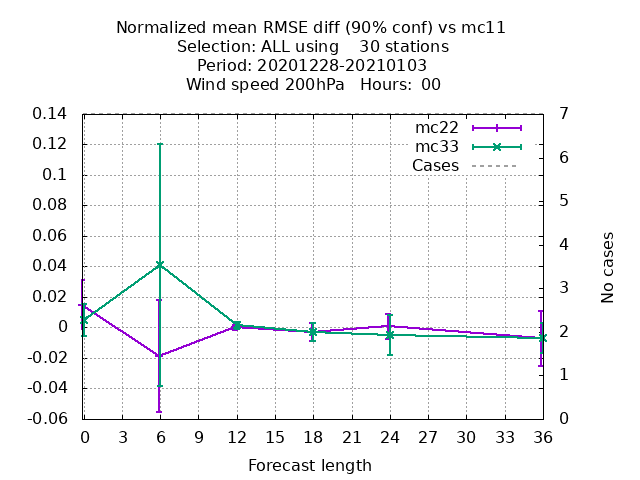 Normalized mean RMSE diff (90% conf) vs mc11
Selection: ALL using    30 stations
Period: 20201228-20210103
Wind speed 200hPa   Hours:  00
0.14
0.12
0.1
0.08
0.06
0.04
0.02
0
-0.02
-0.04
-0.06
7
6
5
4
3
2
1
0
mc22
mc33
Cases
No cases
0 3 6 9 12 15 18 21 24 27 30 33 36
Forecast length